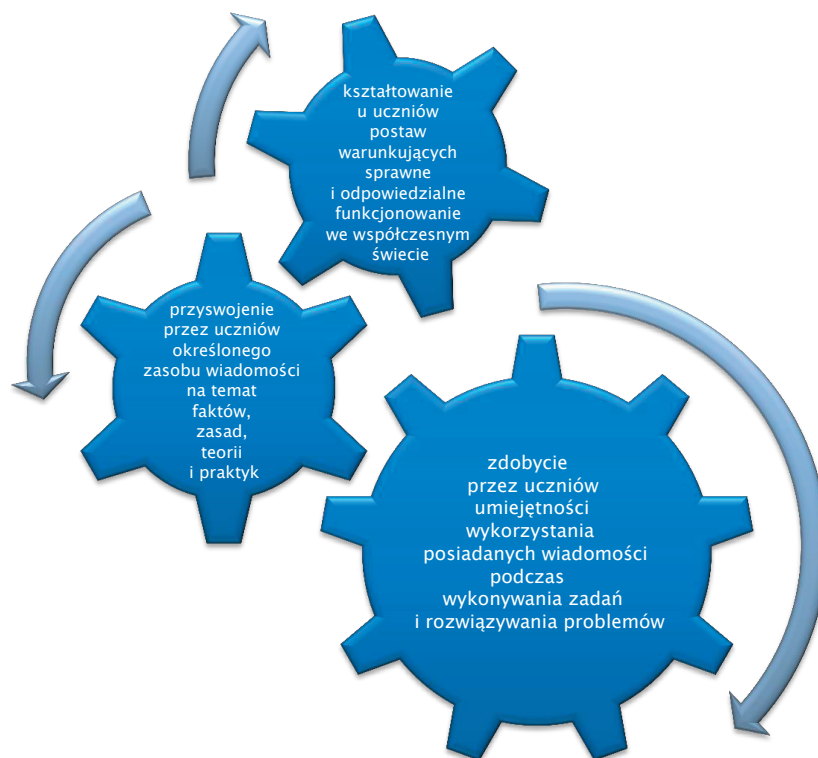 kształtowanie
u uczniów
postaw
warunkujących
sprawne
i odpowiedzialne
funkcjonowanie
we współczesnym
świecie
przyswojenie
przez uczniów
określonego
zasobu wiadomości
na temat
faktów,
zasad,
teorii
i praktyk
zdobycie
przez uczniów
umiejętności
wykorzystania
posiadanych wiadomości
podczas
wykonywania zadań
i rozwiązywania problemów